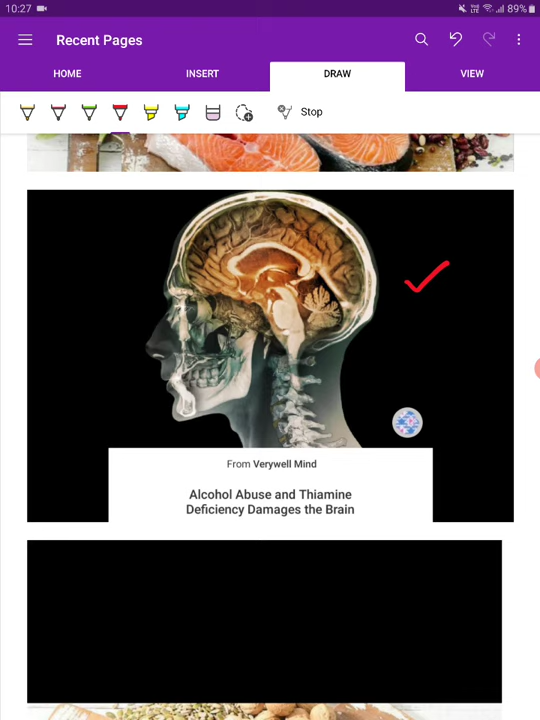 10:27
89%
Recent Pages
HOME INSERT DRAW VIEW
Stop
From Verywell Mind
Alcohol Abuse and Thiamine
Deficiency Damages the Brain